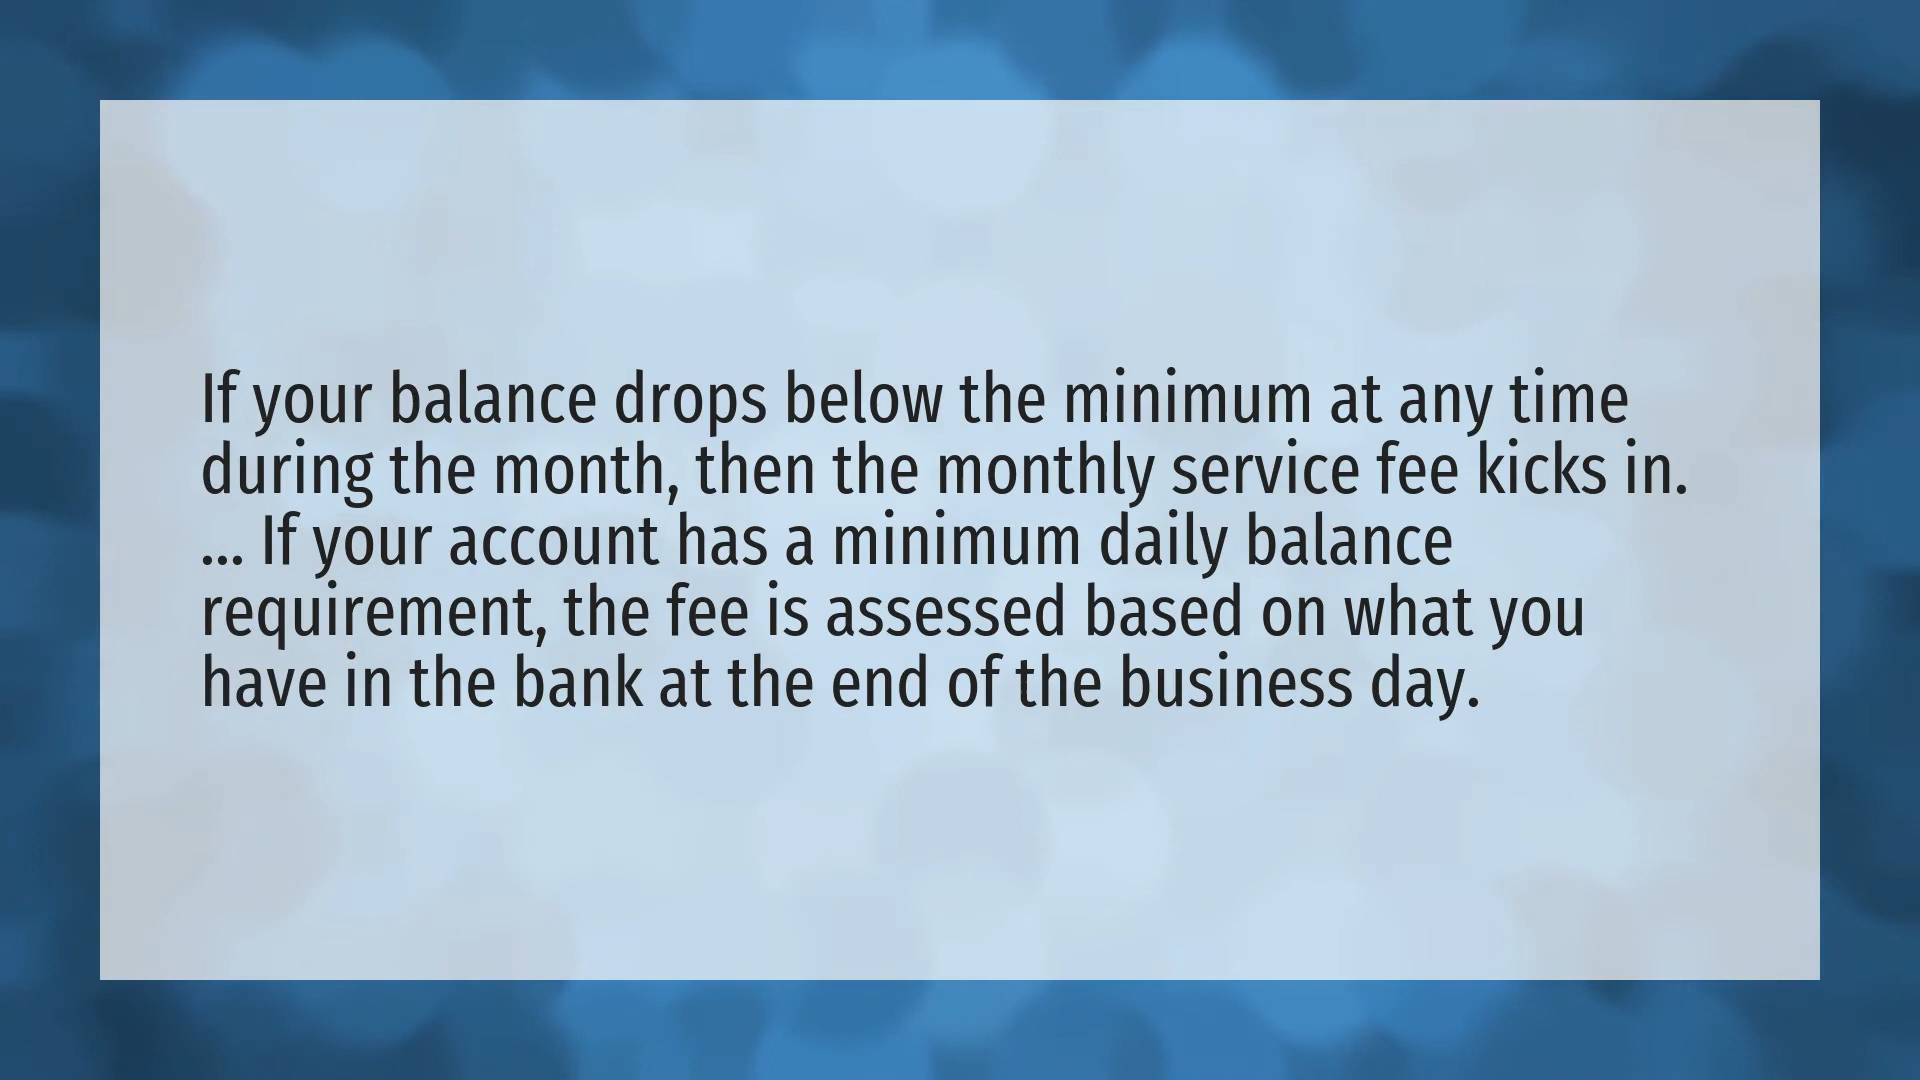 If your balance drops below the minimum at any time
during the month, then the monthly service fee kicks in.
... If your account has a minimum daily balance
requirement, the fee is assessed based on what you
have in the bank at the end of the business day.